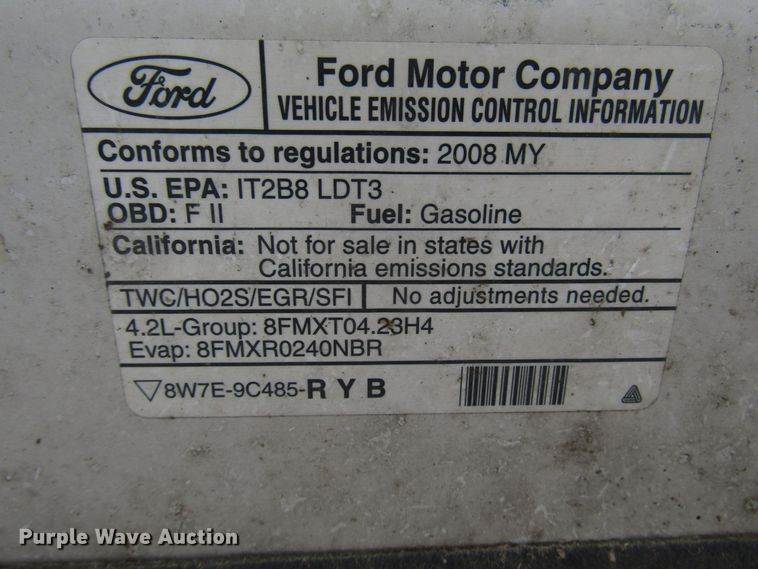 Ford
Ford Motor Company
VEHICLE EMISSION CONTROL INFORMATION
Conforms to regulations: 2008 MY
U.S. EPA: IT2B8 LDT3
OBD: F II Fuel: Gasoline
California: Not for sale in states with
California emissions standards.
TWC/HO2S/EGR/SFI No adjustments needed.
4.2L-Group: 8FMXT04.23H4
Evap: 8FMXR0240NBR
8W7E-9C485-R Y B
Purple Wave Auction